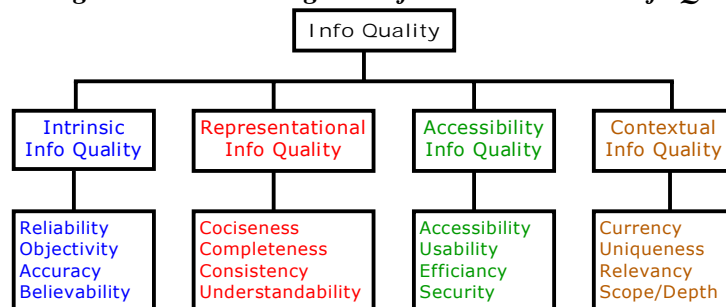 Info Quality
Intrinsic
Info Quality
Representational
Info Quality
Accessibility
Info Quality
Contextual
Info Quality
Reliability
Objectivity
Accuracy
Believability
Cociseness
Completeness
Consistency
Understandability
Accessibility
Usability
Efficiancy
Security
Currency
Uniqueness
Relevancy
Scope/Depth